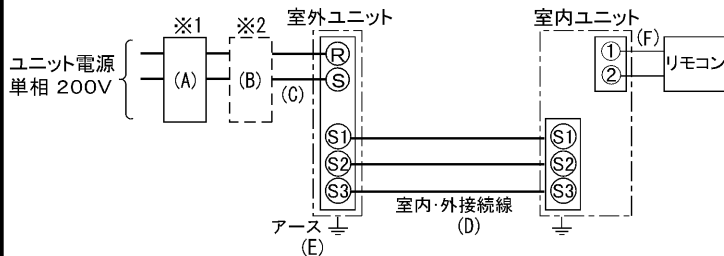 ※1 ※2 室外ユニット 室内ユニット
ユニット電源
単相 200V
(A) (B) (C) R S
① ② (F) リモコン
S1 S1
S2 S2
S3 S3
室内・外接続線
(D)
アース
(E)